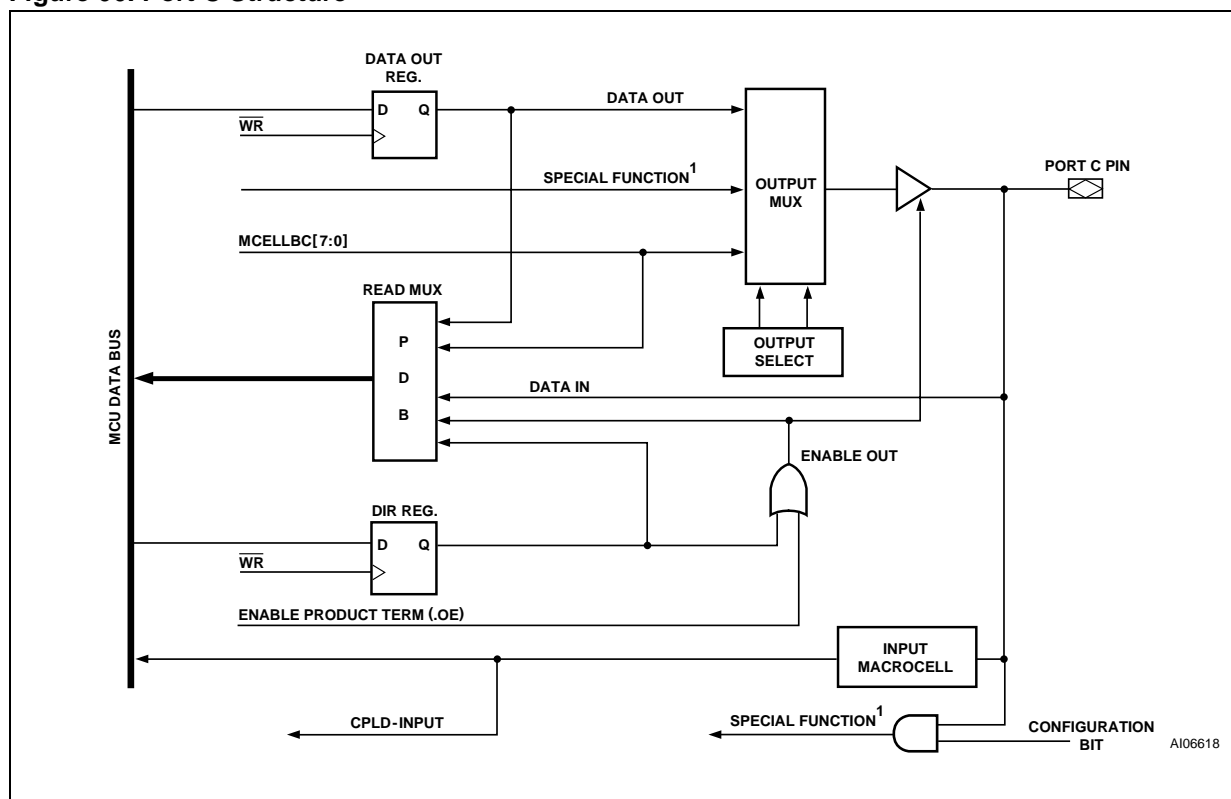 DATA OUT
REG.
D Q
DATA OUT
WR
SPECIAL FUNCTION1
OUTPUT
MUX
PORT C PIN
MCELLBC[7:0]
READ MUX
P
D
B
OUTPUT
SELECT
MCU DATA BUS
DATA IN
ENABLE OUT
DIR REG.
D Q
WR
ENABLE PRODUCT TERM (.OE)
INPUT
MACROCELL
CPLD-INPUT
SPECIAL FUNCTION1
CONFIGURATION
BIT
AI06618